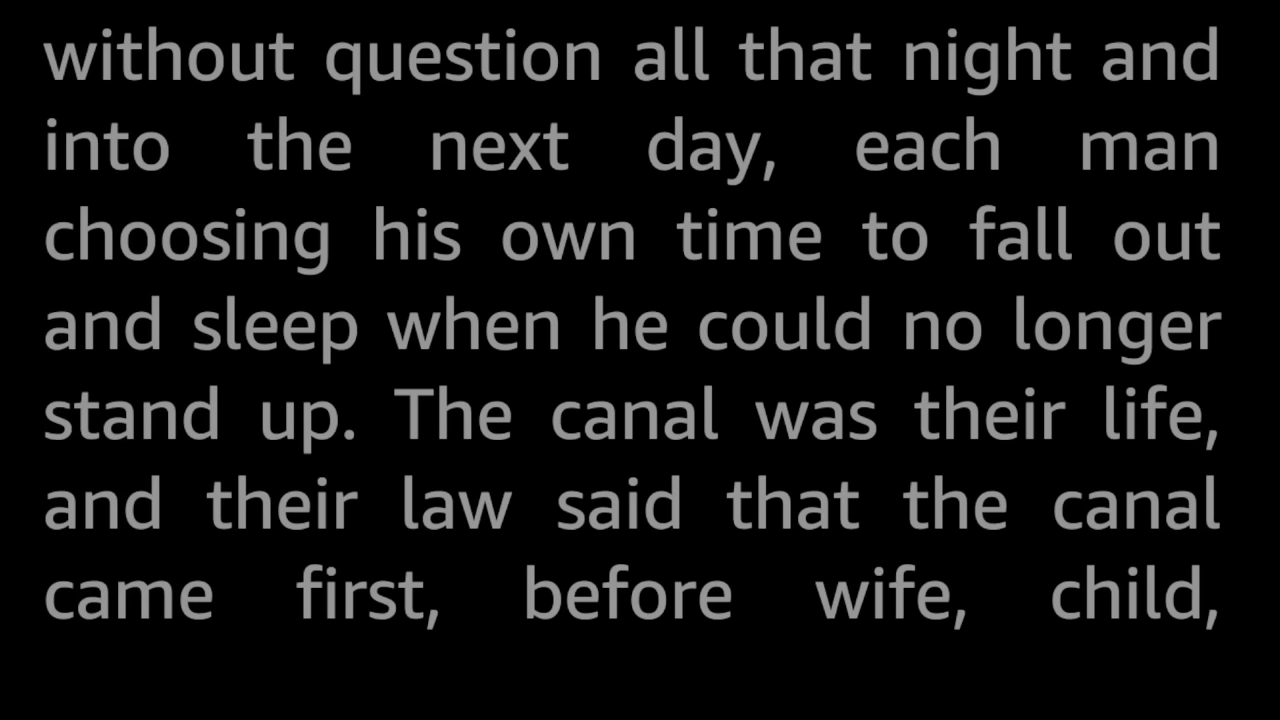 without question all that night and
into the next day, each man
choosing his own time to fall out
and sleep when he could no longer
stand up. The canal was their life,
and their law said that the canal
came first, before wife, child,